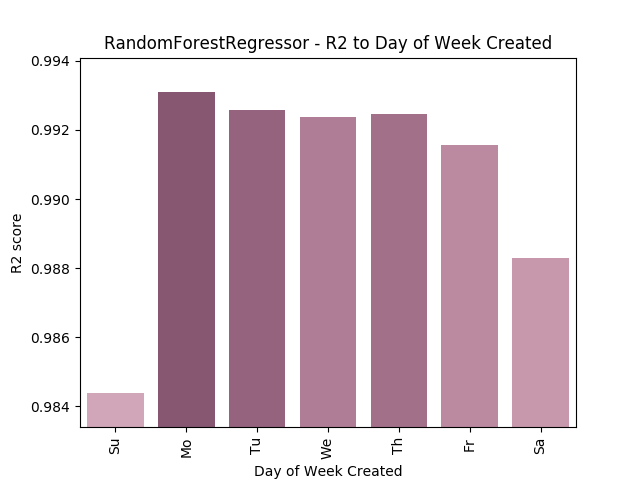 RandomForestRegressor - R2 to Day of Week Created
0.994
0.992
0.990
0.988
0.986
0.984
R2 score
Su
Mo
Tu
We
Th
Fr
Sa
Day of Week Created